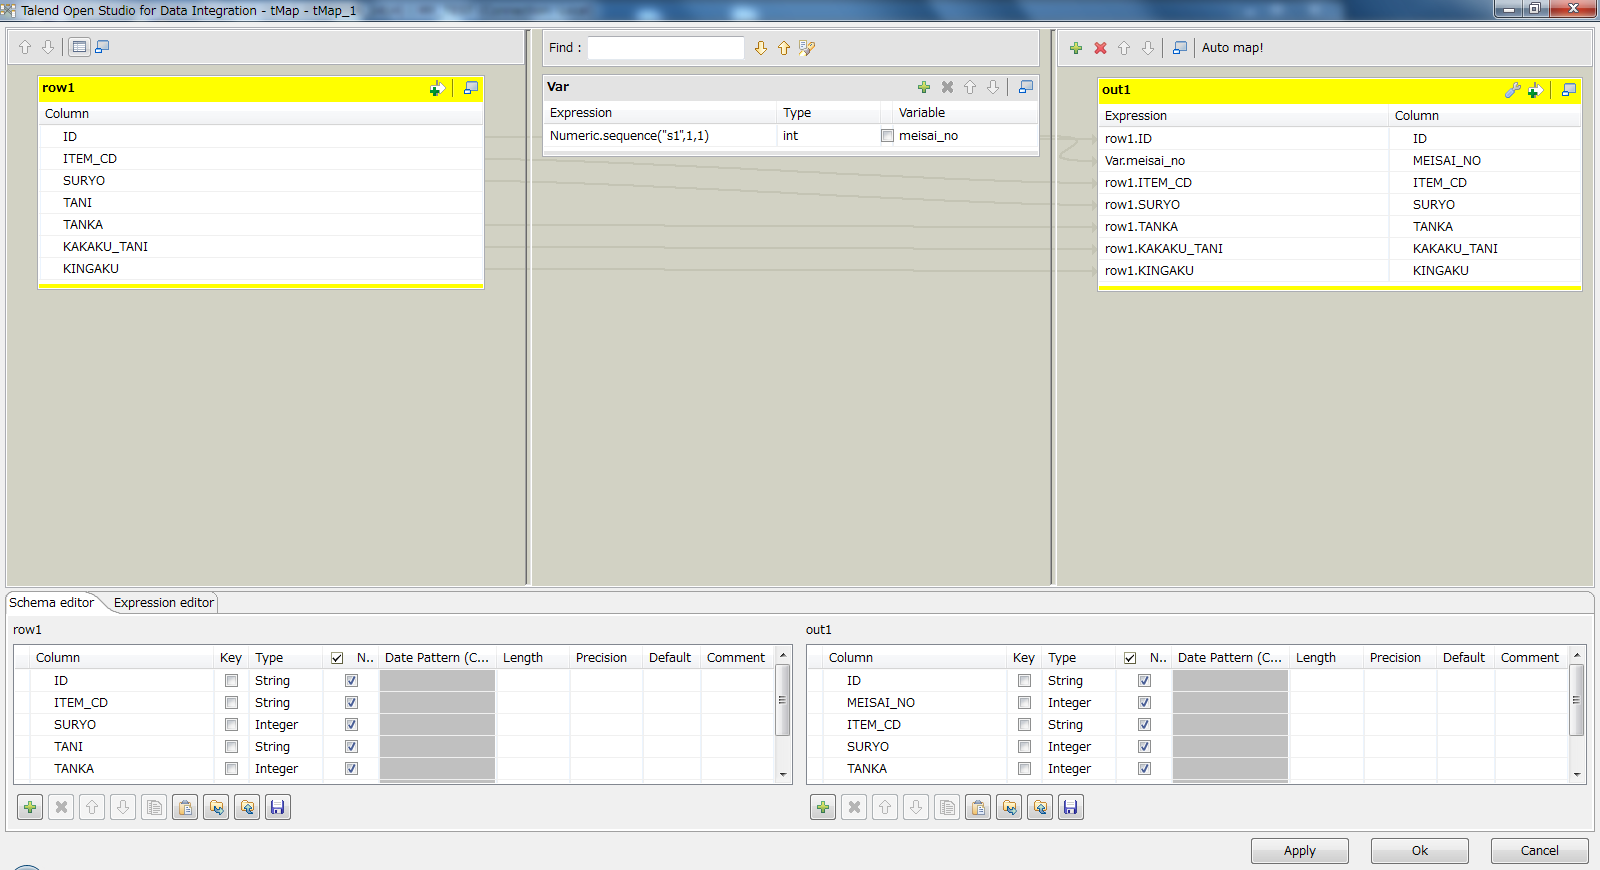 Talend Open Studio for Data Integration - tMap - tMap_1
Find :
Auto map!
row1
Column
ID
ITEM_CD
SURYO
TANI
TANKA
KAKAKU_TANI
KINGAKU
Var
Expression Type Variable
Numeric.sequence("s1",1,1) int meisai_no
out1
Expression Column
row1.ID ID
Var.meisai_no MEISAI_NO
row1.ITEM_CD ITEM_CD
row1.SURYO SURYO
row1.TANKA TANKA
row1.KAKAKU_TANI KAKAKU_TANI
row1.KINGAKU KINGAKU
Schema editor Expression editor
row1
Column Key Type N.. Date Pattern (C... Length Precision Default Comment
ID String
ITEM_CD String
SURYO Integer
TANI String
TANKA Integer
out1
Column Key Type N.. Date Pattern (C... Length Precision Default Comment
ID String
MEISAI_NO Integer
ITEM_CD String
SURYO Integer
TANKA Integer
Apply Ok Cancel